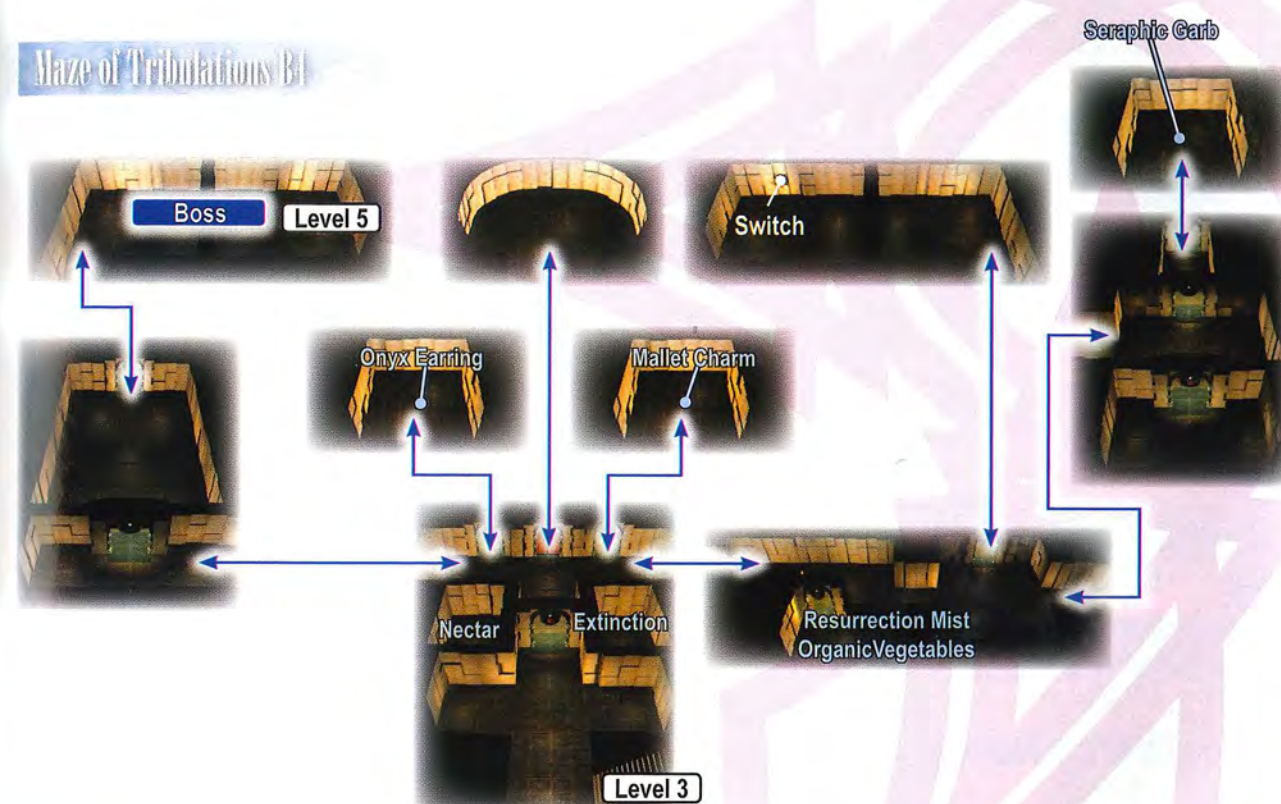 Maze of Tribulations B4
Seraphic Garb
Boss
Level 5
Switch
Onyx Earring
Mallet Charm
Nectar
Extinction
Resurrection Mist
OrganicVegetables
Level 3